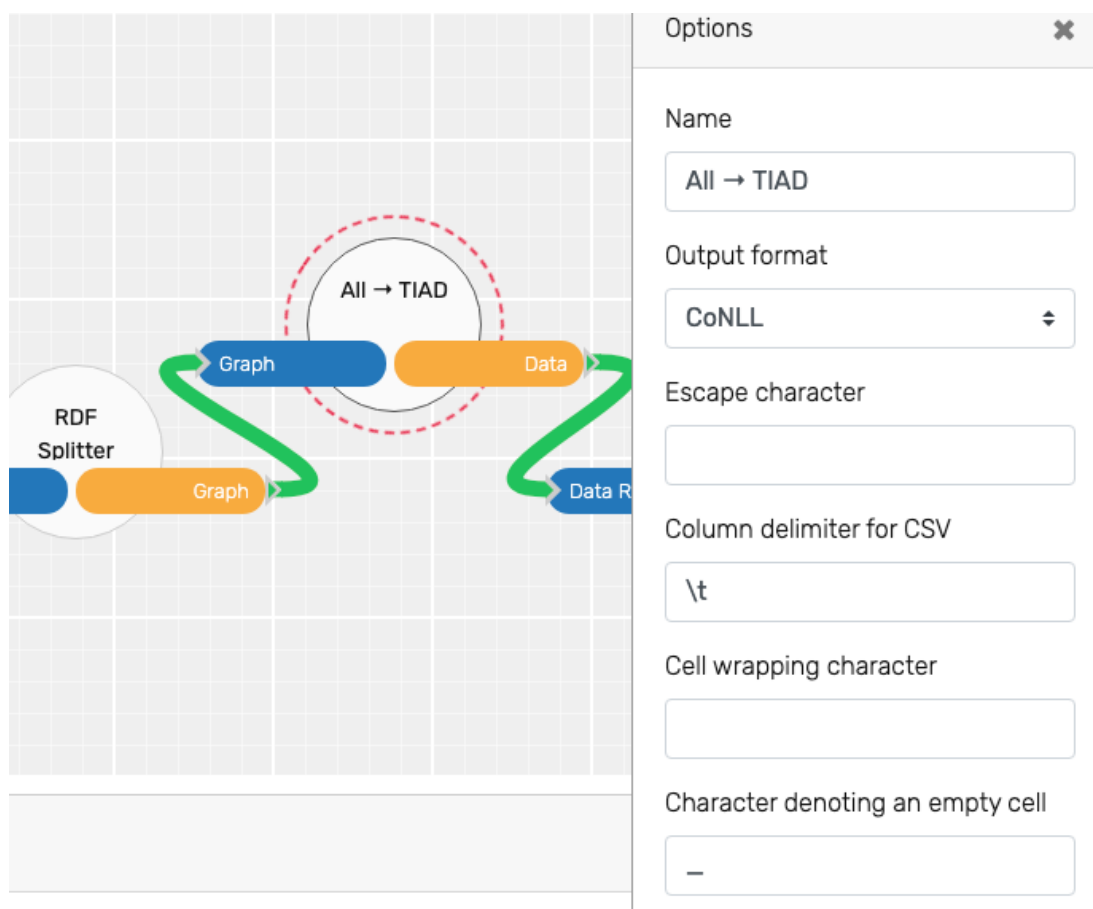 Options
Name
All → TIAD
Output format
CoNLL
Escape character
Column delimiter for CSV
\t
Cell wrapping character
Character denoting an empty cell
_
All → TIAD
Graph
Data
RDF
Splitter
Graph
Data R